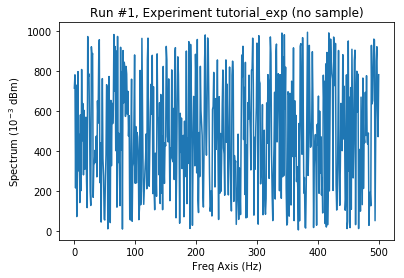 Run #1, Experiment tutorial_exp (no sample)
1000
800
600
400
200
0
Spectrum (10⁻³ dBm)
0 100 200 300 400 500
Freq Axis (Hz)